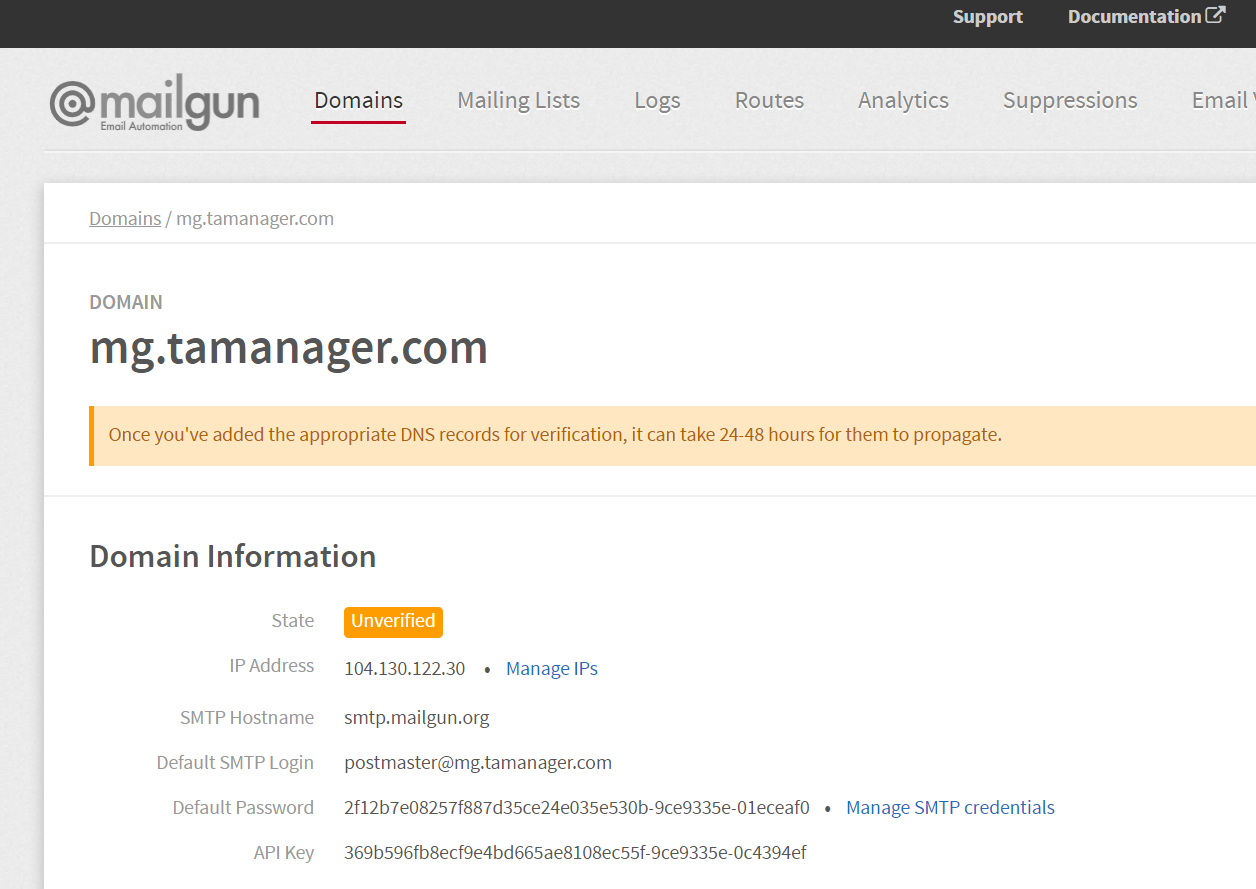 Support Documentation
@mailgun
Email Automation
Domains Mailing Lists Logs Routes Analytics Suppressions Email
Domains / mg.tamanager.com
DOMAIN
mg.tamanager.com
Once you've added the appropriate DNS records for verification, it can take 24-48 hours for them to propagate.
Domain Information
State Unverified
IP Address 104.130.122.30 • Manage IPs
SMTP Hostname smtp.mailgun.org
Default SMTP Login postmaster@mg.tamanager.com
Default Password 2f12b7e08257f887d35ce24e035e530b-9ce9335e-01eceaf0 • Manage SMTP credentials
API Key 369b596fb8ecf9e4bd665ae8108ec55f-9ce9335e-0c4394ef